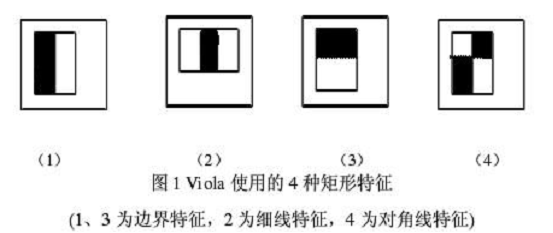 （1） （2） （3） （4）
图 1 Viola 使用的 4 种矩形特征
(1、3 为边界特征，2 为细线特征，4 为对角线特征)